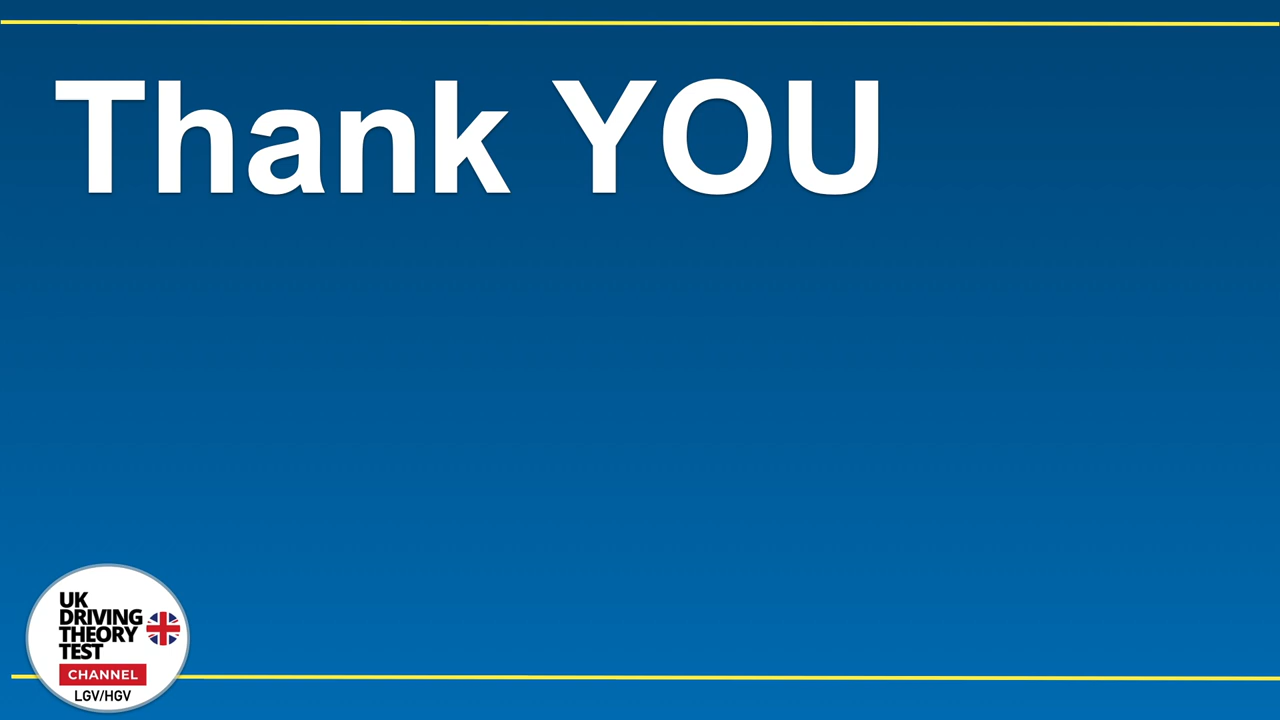 Thank YOU
UK
DRIVING
THEORY
TEST
CHANNEL
LGV/HGV